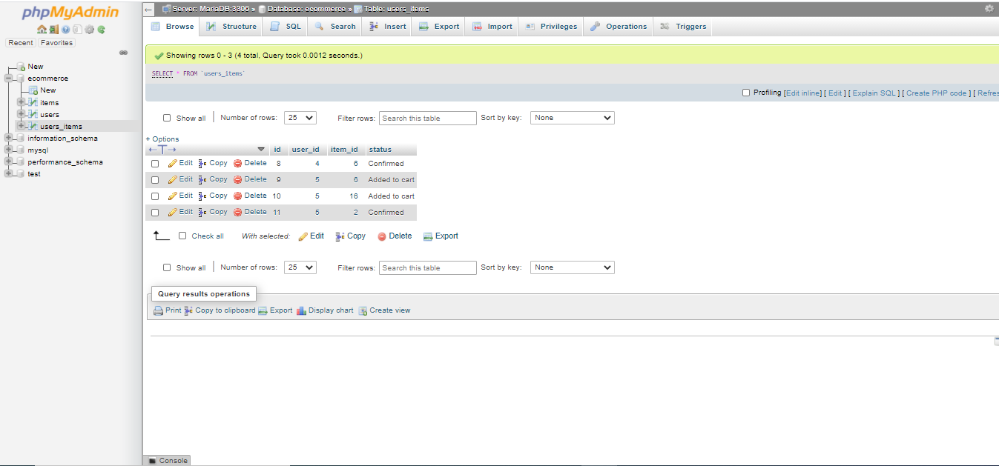 phpMyAdmin
Recent Favorites
New
ecommerce
New
items
users
users_items
information_schema
mysql
performance_schema
test
Server: MariaDB:3306 » Database: ecommerce » Table: users_items
Browse Structure SQL Search Insert Export Import Privileges Operations Triggers
Showing rows 0 - 3 (4 total, Query took 0.0012 seconds.)
SELECT * FROM `users_items`
Profiling [Edit inline] [ Edit ] [ Explain SQL ] [ Create PHP code ] [ Refres
Show all Number of rows: 25 Filter rows: Search this table Sort by key: None
+ Options
←T→ id user_id item_id status
Edit Copy Delete 8 4 6 Confirmed
Edit Copy Delete 9 5 6 Added to cart
Edit Copy Delete 10 5 16 Added to cart
Edit Copy Delete 11 5 2 Confirmed
Check all With selected: Edit Copy Delete Export
Show all Number of rows: 25 Filter rows: Search this table Sort by key: None
Query results operations
Print Copy to clipboard Export Display chart Create view
Console